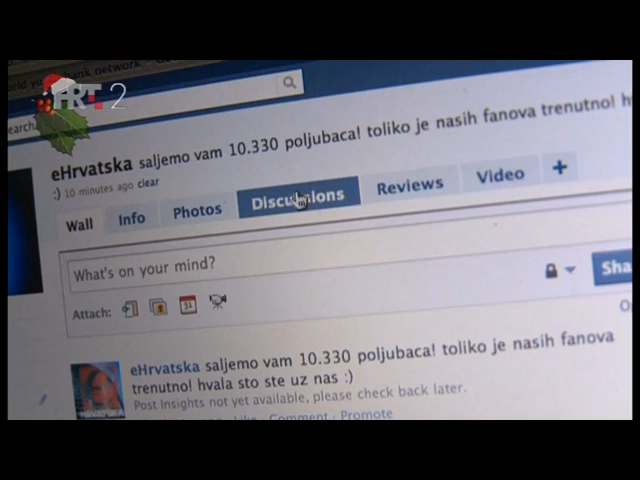 bank network
HRT 2
earch
eHrvatska saljemo vam 10.330 poljubaca! toliko je nasih fanova trenutno! h
:) 10 minutes ago clear
Wall Info Photos Discussions Reviews Video +
What's on your mind?
Attach: 31 Sha
eHrvatska saljemo vam 10.330 poljubaca! toliko je nasih fanova
trenutno! hvala sto ste uz nas :)
Post Insights not yet available, please check back later.
Comment · Promote